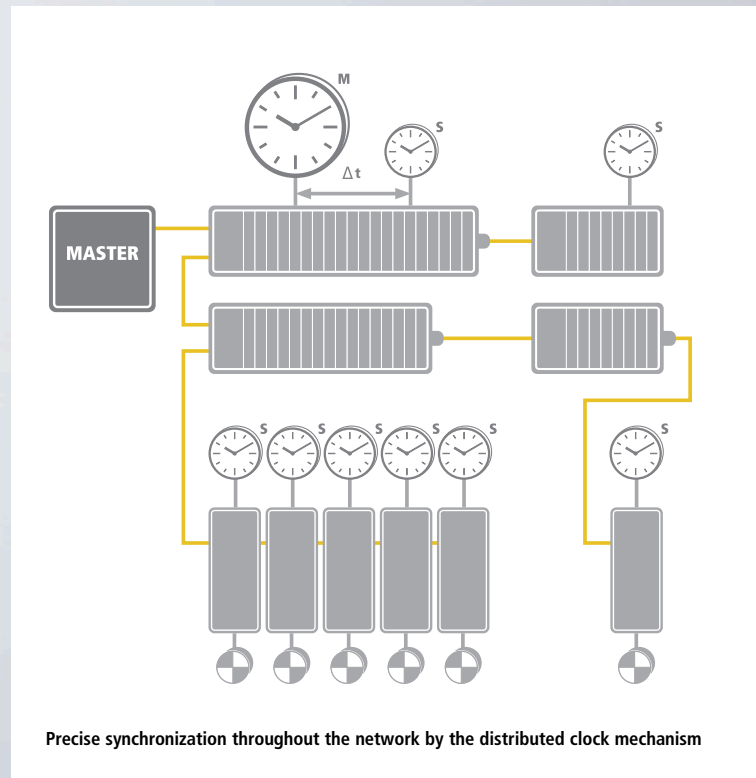 M
S
S
Δt
MASTER
S
S
S
S
S
S
Precise synchronization throughout the network by the distributed clock mechanism